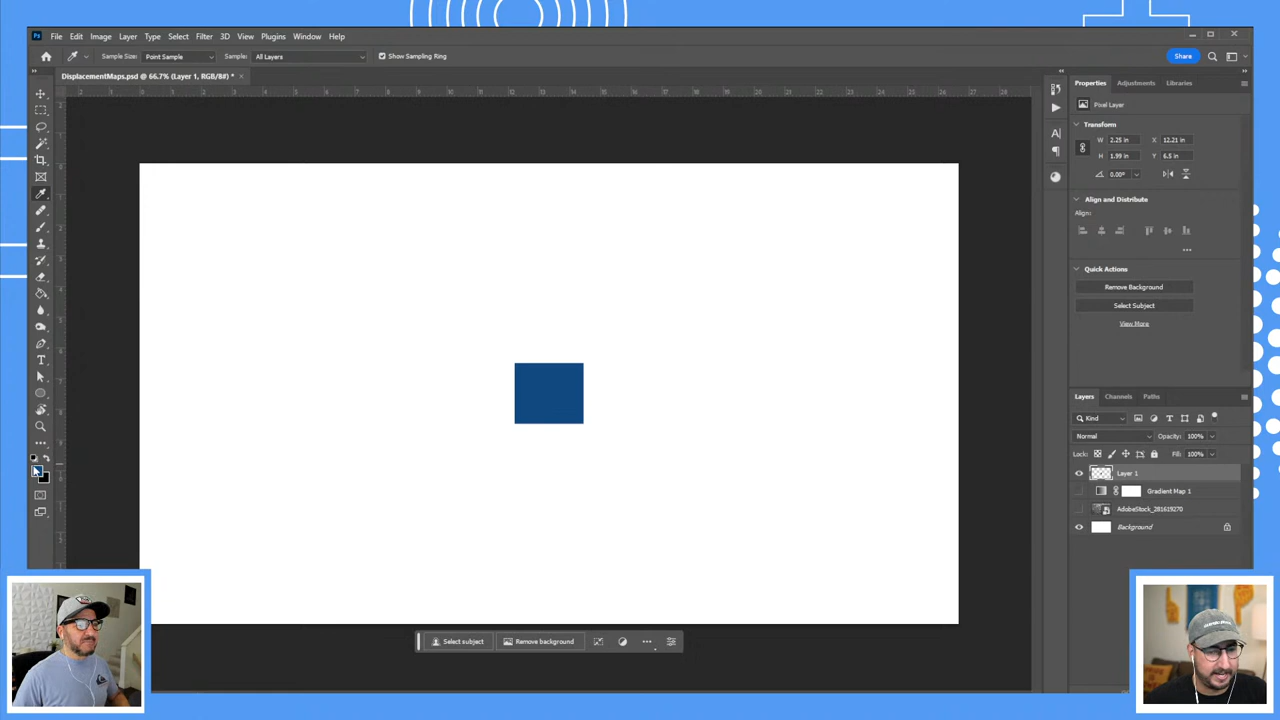 Ps File Edit Image Layer Type Select Filter 3D View Plugins Window Help
Sample Size: Point Sample Sample: All Layers Show Sampling Ring Share
DisplacementMaps.psd @ 66.7% (Layer 1, RGB/8#) *
Properties Adjustments Libraries
Pixel Layer
Transform
W 2.25 in X 12.21 in
H 1.99 in Y 6.5 in
0.00°
Align and Distribute
Align:
Quick Actions
Remove Background
Select Subject
View More
Layers Channels Paths
Kind
Normal Opacity: 100%
Lock: Fill: 100%
Layer 1
Gradient Map 1
AdobeStock_281619270
Background
Select subject Remove background